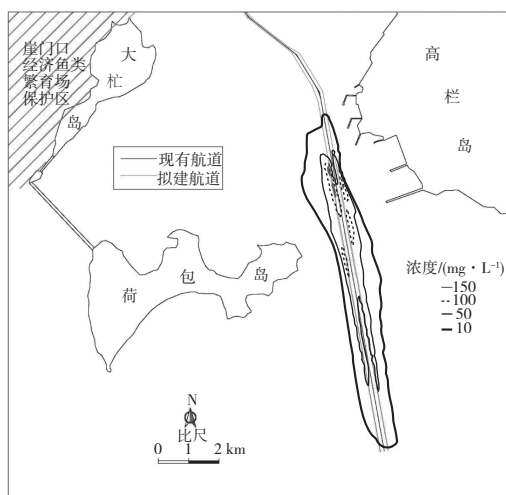 崖门口
经济鱼类
繁育场
保护区
大
杧
岛
高
栏
岛
现有航道
拟建航道
荷
包
岛
浓度/(mg·L⁻¹)
150
100
50
10
N
比尺
0 1 2 km